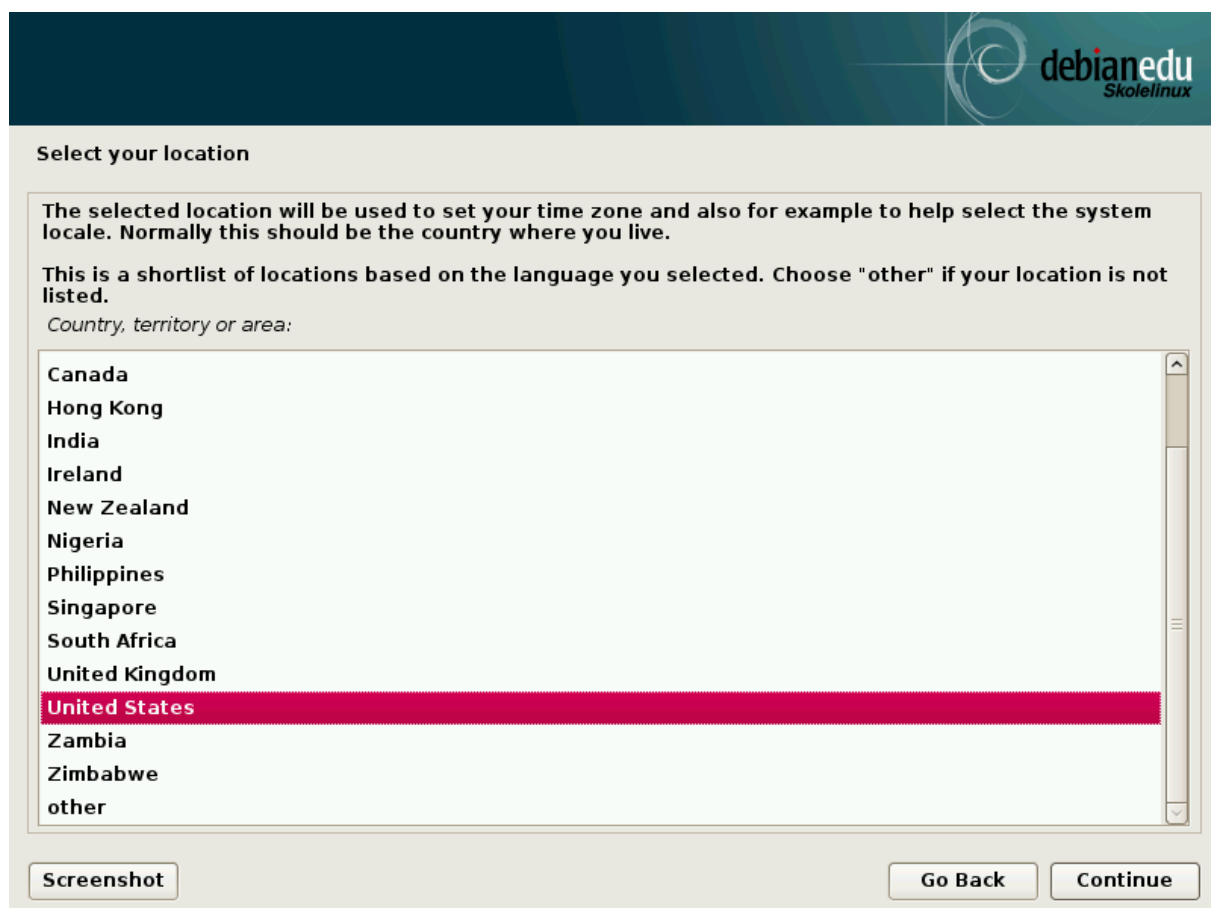 debianedu
Skolelinux
Select your location
The selected location will be used to set your time zone and also for example to help select the system
locale. Normally this should be the country where you live.
This is a shortlist of locations based on the language you selected. Choose "other" if your location is not
listed.
Country, territory or area:
Canada
Hong Kong
India
Ireland
New Zealand
Nigeria
Philippines
Singapore
South Africa
United Kingdom
United States
Zambia
Zimbabwe
other
Screenshot
Go Back
Continue